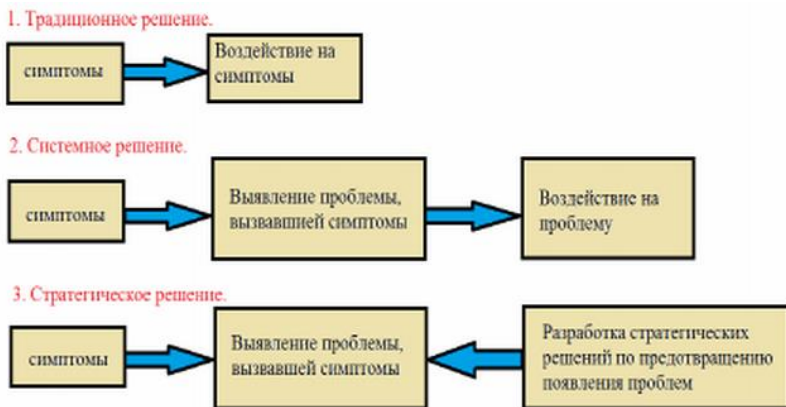 1. Традиционное решение.
симптомы
Воздействие на
симптомы
2. Системное решение.
симптомы
Выявление проблемы,
вызвавшией симптомы
Воздействие на
проблему
3. Стратегическое решение.
симптомы
Выявление проблемы,
вызвавшей симптомы
Разработка стратегических
решений по предотвращению
появления проблем